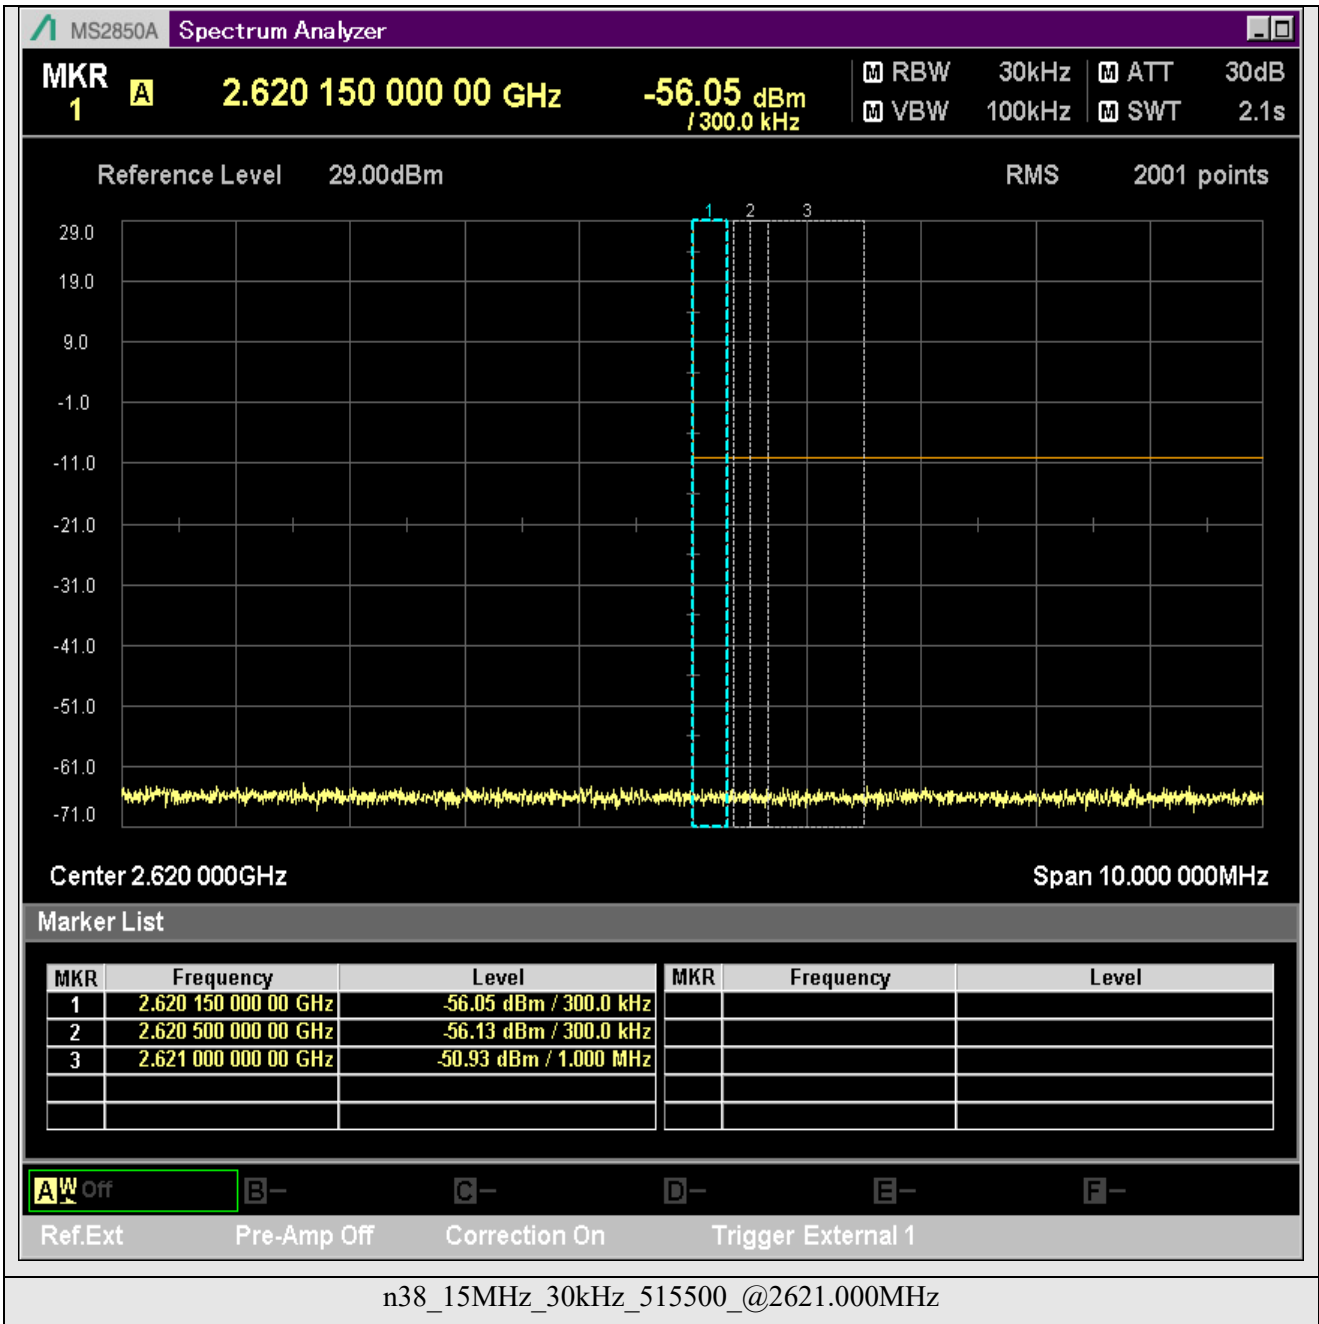 MS2850A Spectrum Analyzer
MKR 1 A 2.620 150 000 00 GHz -56.05 dBm / 300.0 kHz
M RBW 30kHz M ATT 30dB
M VBW 100kHz M SWT 2.1s
Reference Level 29.00dBm RMS 2001 points
1 2 3
29.0
19.0
9.0
-1.0
-11.0
-21.0
-31.0
-41.0
-51.0
-61.0
-71.0
Center 2.620 000GHz Span 10.000 000MHz
Marker List
MKR Frequency Level MKR Frequency Level
1 2.620 150 000 00 GHz -56.05 dBm / 300.0 kHz
2 2.620 500 000 00 GHz -56.13 dBm / 300.0 kHz
3 2.621 000 000 00 GHz -50.93 dBm / 1.000 MHz
A W Off B- C- D- E- F-
Ref.Ext Pre-Amp Off Correction On Trigger External 1
n38_15MHz_30kHz_515500_@2621.000MHz